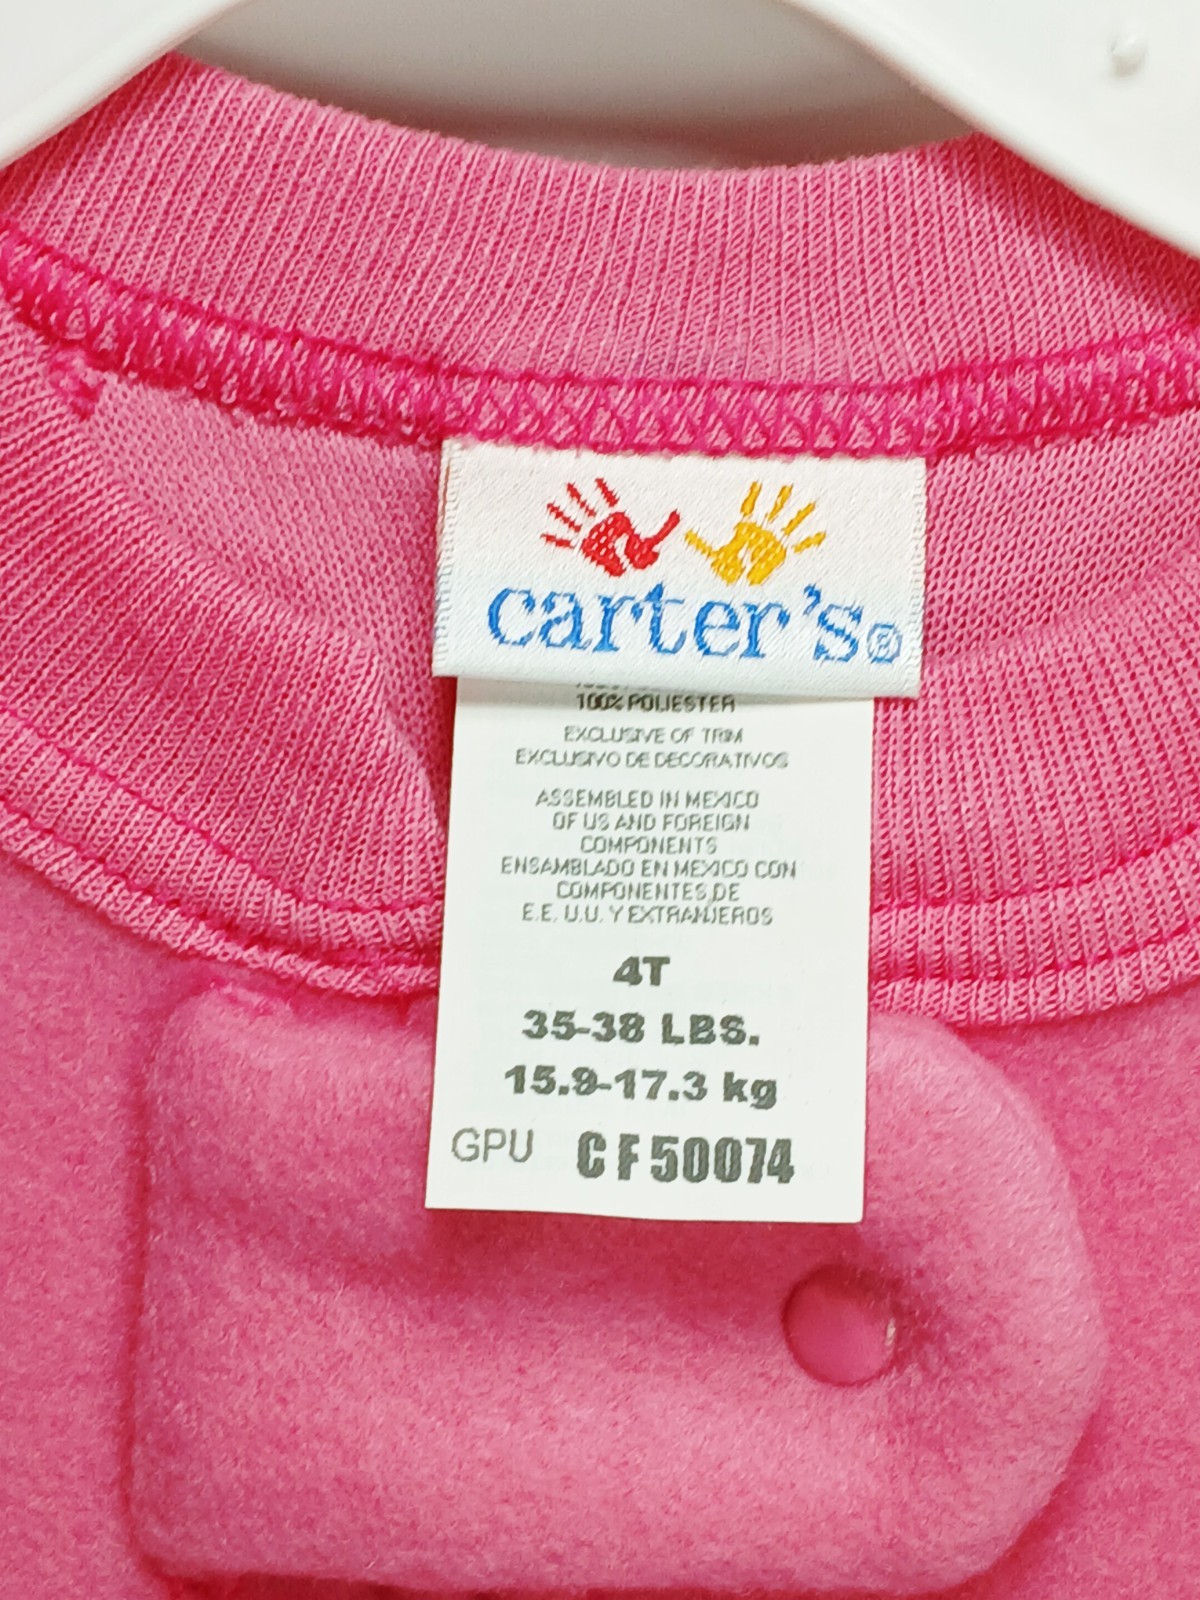 carter's®
100% POLIESTER
EXCLUSIVE OF TRIM
EXCLUSIVO DE DECORATIVOS
ASSEMBLED IN MEXICO
OF US AND FOREIGN
COMPONENTS
ENSAMBLADO EN MEXICO CON
COMPONENTES DE
E.E. U.U. Y EXTRANJEROS
4T
35-38 LBS.
15.9-17.3 kg
GPU CF50074